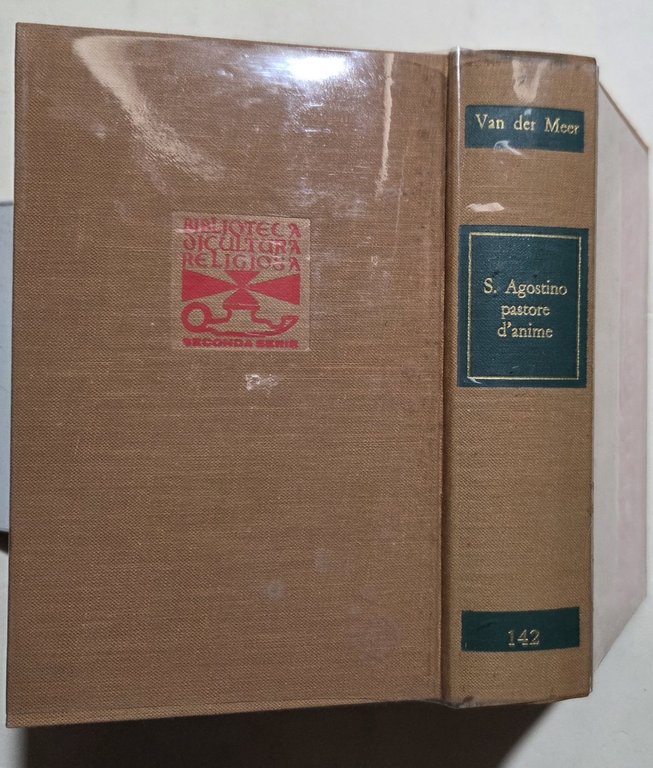 BIBLIOTECA
DI CULTURA
RELIGIOSA
SECONDA SERIE
Van der Meer
S. Agostino
pastore
d'anime
142